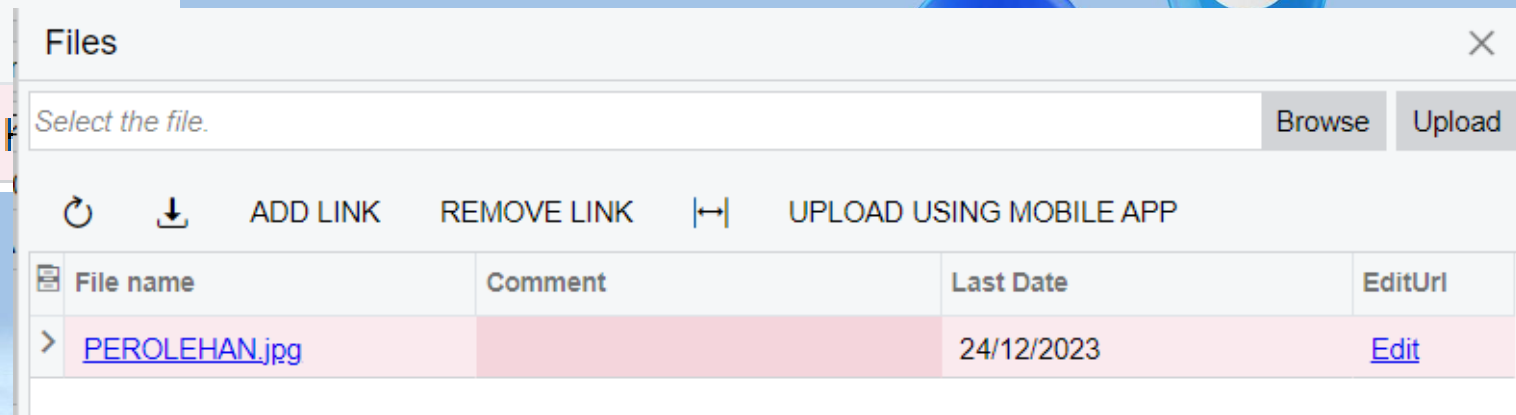 Files
Select the file. Browse Upload
ADD LINK REMOVE LINK UPLOAD USING MOBILE APP
File name Comment Last Date EditUrl
PEROLEHAN.jpg 24/12/2023 Edit